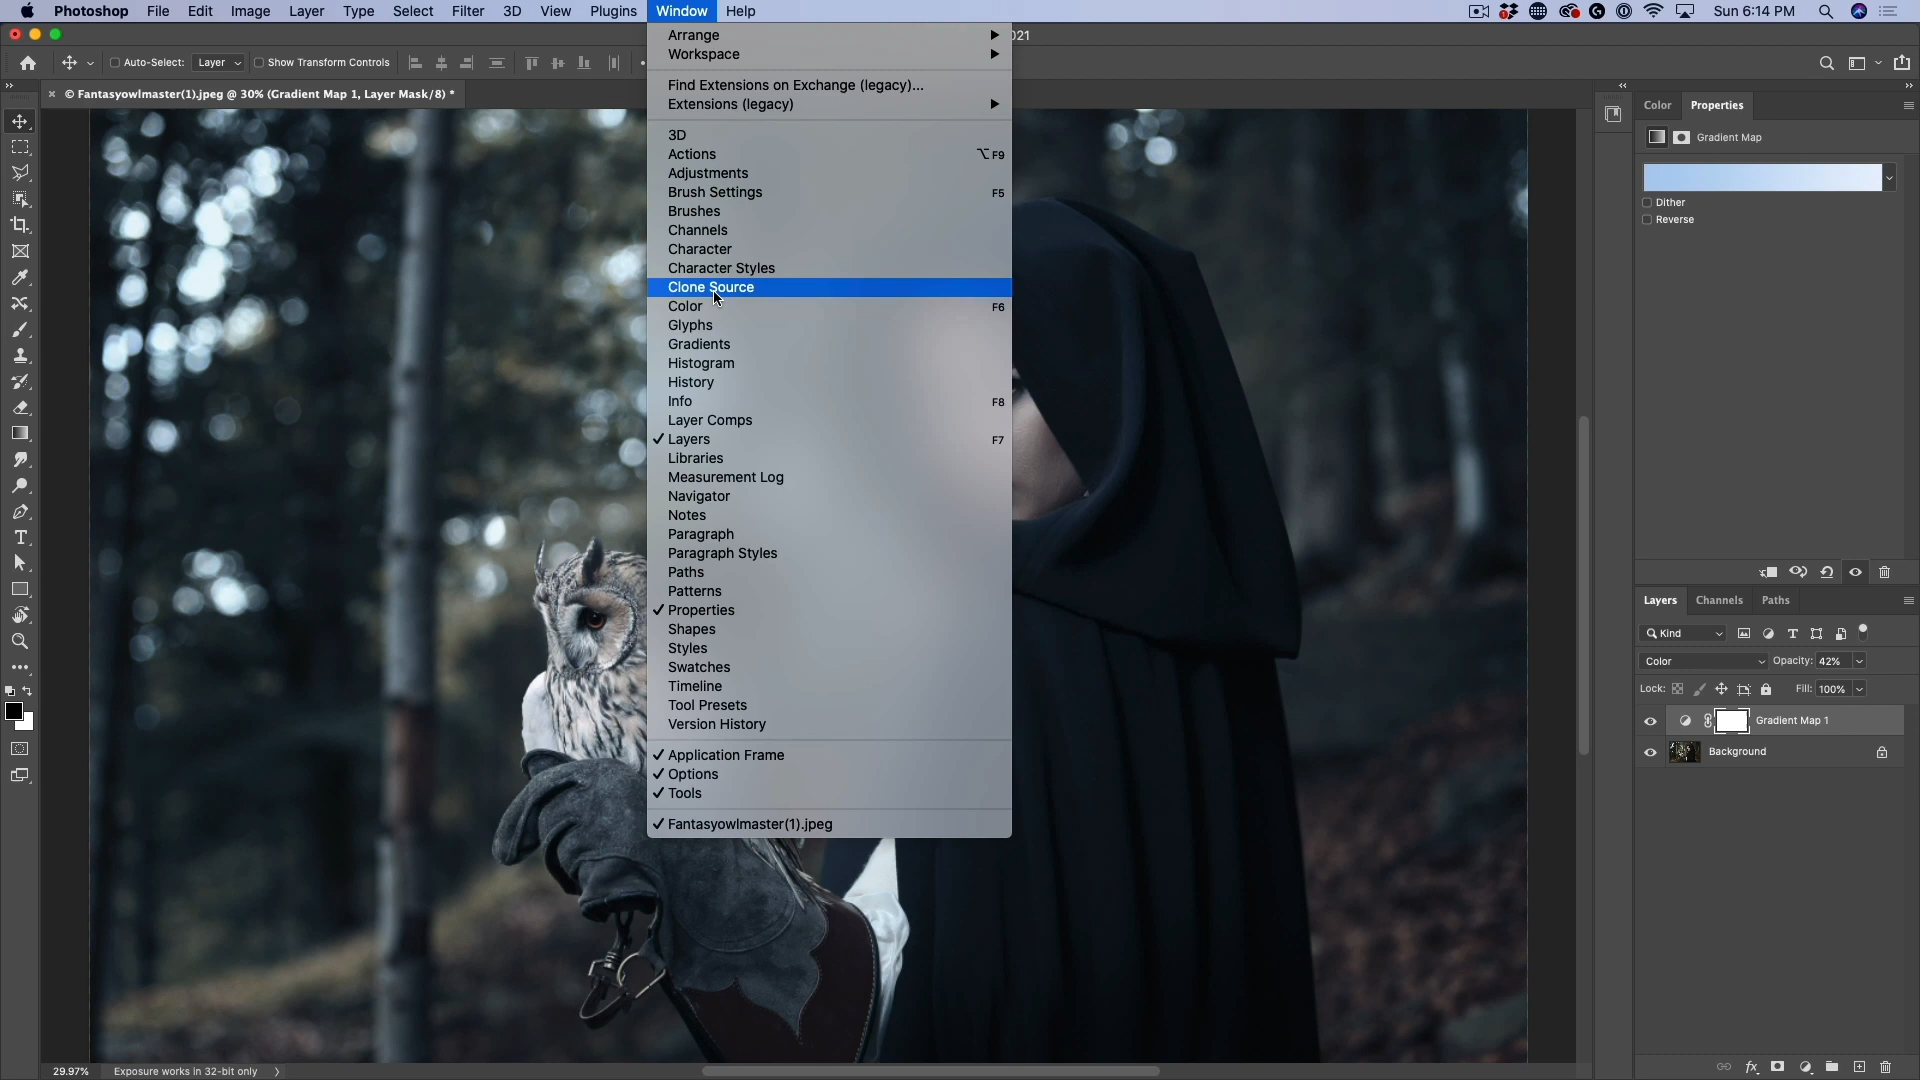 Photoshop File Edit Image Layer Type Select Filter 3D View Plugins Window Help Sun 6:14 PM
021
Auto-Select: Layer Show Transform Controls
© Fantasyowlmaster(1).jpeg @ 30% (Gradient Map 1, Layer Mask/8) *
Arrange
Workspace
Find Extensions on Exchange (legacy)...
Extensions (legacy)
3D
Actions ⌥F9
Adjustments
Brush Settings F5
Brushes
Channels
Character
Character Styles
Clone Source
Color F6
Glyphs
Gradients
Histogram
History
Info F8
Layer Comps
Layers F7
Libraries
Measurement Log
Navigator
Notes
Paragraph
Paragraph Styles
Paths
Patterns
Properties
Shapes
Styles
Swatches
Timeline
Tool Presets
Version History
Application Frame
Options
Tools
Fantasyowlmaster(1).jpeg
Color Properties
Gradient Map
Dither
Reverse
Layers Channels Paths
Kind
Color Opacity: 42%
Lock: Fill: 100%
Gradient Map 1
Background
29.97% Exposure works in 32-bit only